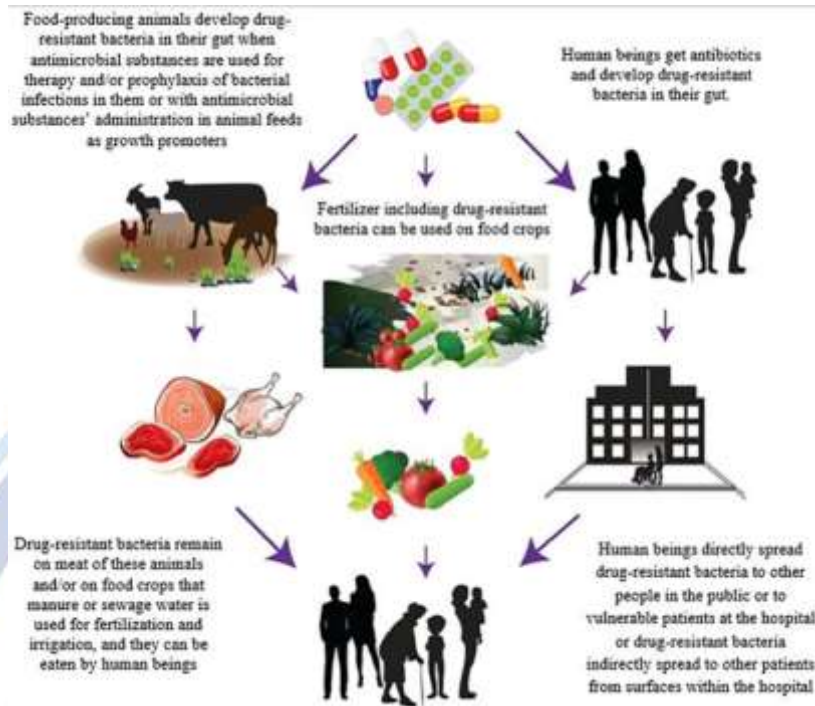 Food-producing animals develop drug-
resistant bacteria in their gut when
antimicrobial substances are used for
therapy and/or prophylaxis of bacterial
infections in them or with antimicrobial
substances' administration in animal feeds
as growth promoters
Human beings get antibiotics
and develop drug-resistant
bacteria in their gut.
Fertilizer including drug-resistant
bacteria can be used on food crops
Drug-resistant bacteria remain
on meat of these animals
and/or on food crops that
manure or sewage water is
used for fertilization and
irrigation, and they can be
eaten by human beings
Human beings directly spread
drug-resistant bacteria to other
people in the public or to
vulnerable patients at the hospital
or drug-resistant bacteria
indirectly spread to other patients
from surfaces within the hospital